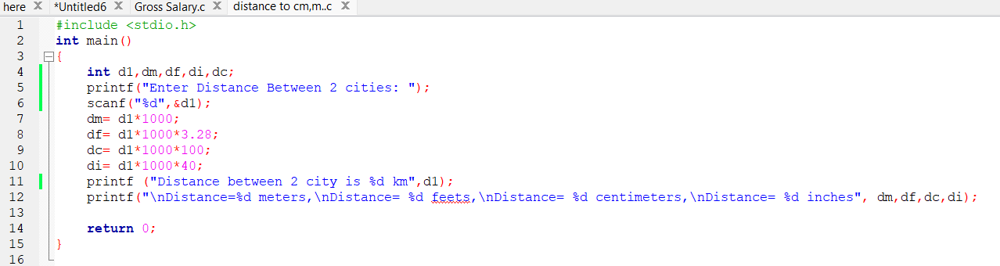 here X *Untitled6 X Gross Salary.c X distance to cm,m..c X
1 #include <stdio.h>
2 int main()
3 {
4 int d1,dm,df,di,dc;
5 printf("Enter Distance Between 2 cities: ");
6 scanf("%d",&d1);
7 dm= d1*1000;
8 df= d1*1000*3.28;
9 dc= d1*1000*100;
10 di= d1*1000*40;
11 printf ("Distance between 2 city is %d km",d1);
12 printf("\nDistance=%d meters,\nDistance= %d feets,\nDistance= %d centimeters,\nDistance= %d inches", dm,df,dc,di);
13
14 return 0;
15 }
16